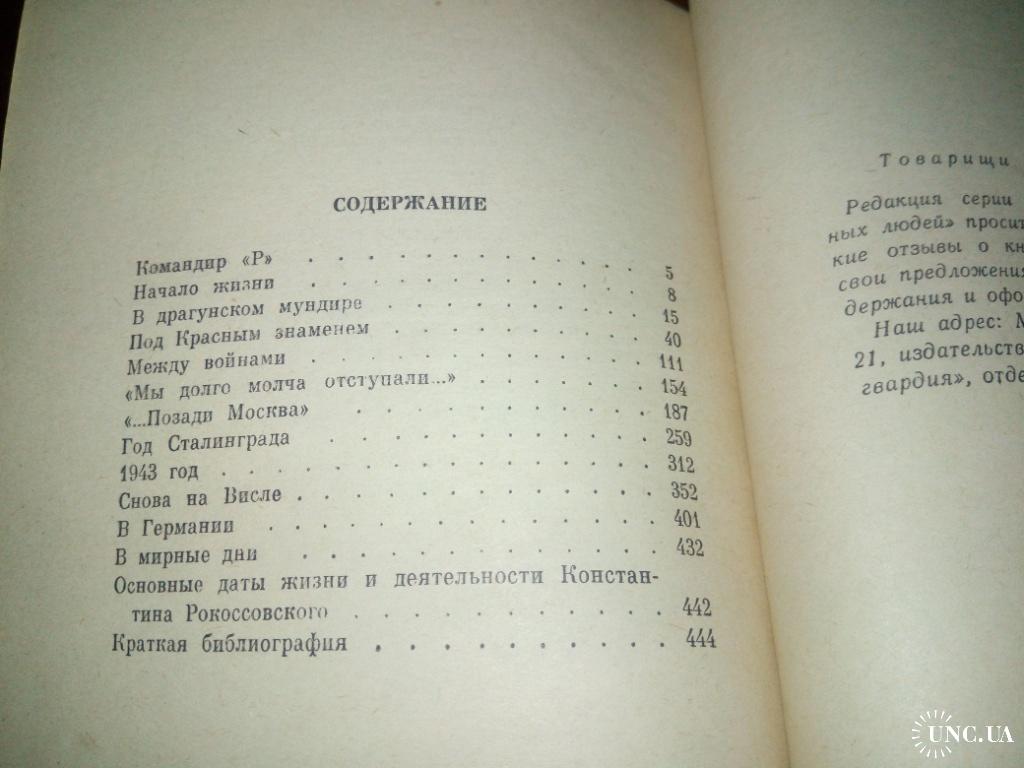 СОДЕРЖАНИЕ
Командир «Р» . . . . . . . . . . . . 5
Начало жизни . . . . . . . . . . . . 8
В драгунском мундире . . . . . . . . . 15
Под Красным знаменем . . . . . . . . . 40
Между войнами . . . . . . . . . . . . 111
«Мы долго молча отступали...» . . . . . . . 154
«...Позади Москва» . . . . . . . . . . . 187
Год Сталинграда . . . . . . . . . . . . 259
1943 год . . . . . . . . . . . . . . . 312
Снова на Висле . . . . . . . . . . . . . 352
В Германии . . . . . . . . . . . . . . 401
В мирные дни . . . . . . . . . . . . . 432
Основные даты жизни и деятельности Констан-
тина Рокоссовского . . . . . . . . . . . 442
Краткая библиография . . . . . . . . . 444
Товарищи
Редакция серии
ных людей» просит
кие отзывы о кн
свои предложения
держания и офо
Наш адрес: М
21, издательств
гвардия», отде
UNC.UA